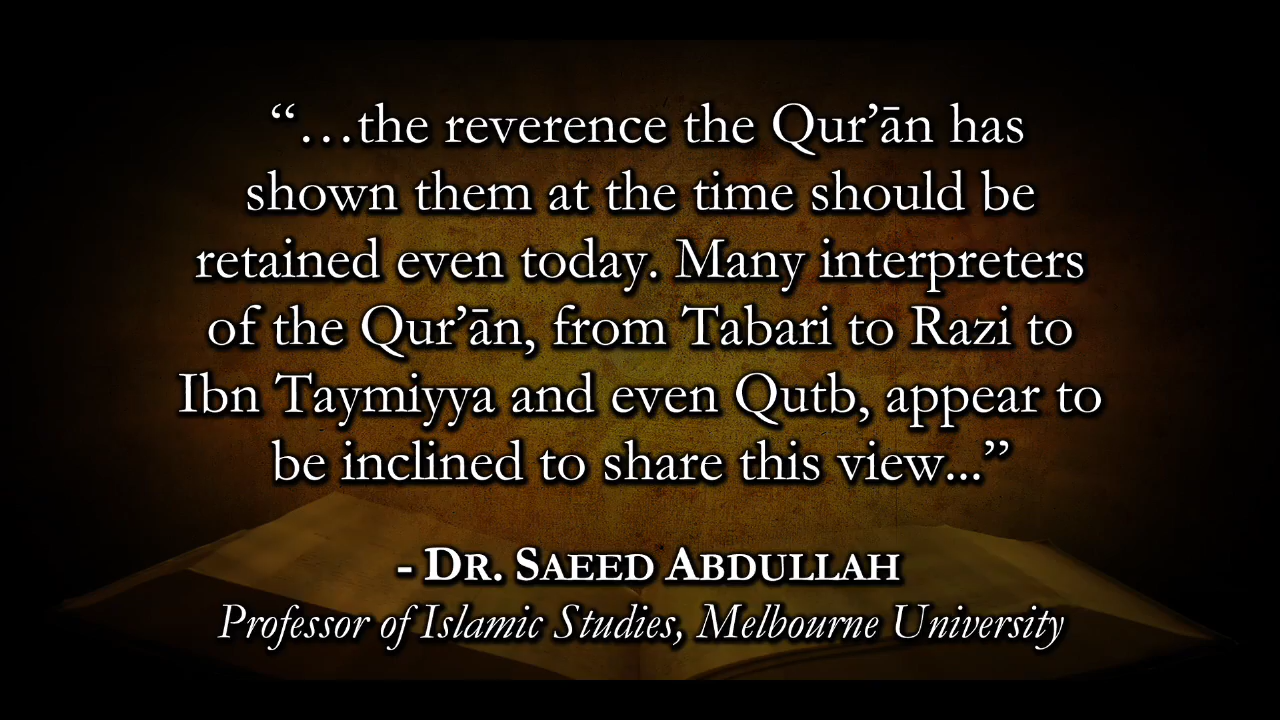 “…the reverence the Qur’ān has
shown them at the time should be
retained even today. Many interpreters
of the Qur’ān, from Tabari to Razi to
Ibn Taymiyya and even Qutb, appear to
be inclined to share this view...”
- DR. SAEED ABDULLAH
Professor of Islamic Studies, Melbourne University